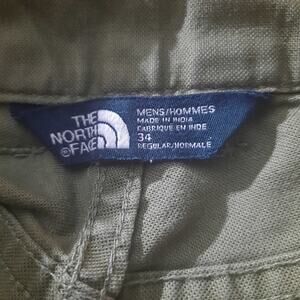 THE
NORTH
®FACE
MENS/HOMMES
MADE IN INDIA
FABRIQUE EN INDE
34
REGULAR/NORMALE